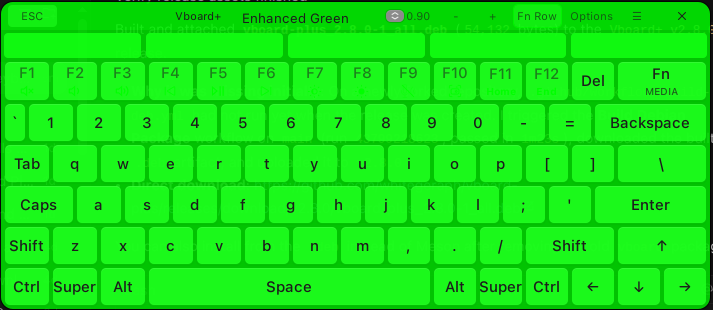 ESC Vboard+ Enhanced Green 0.90 - + Fn Row Options ☰ ✕
F1 F2 F3 F4 F5 F6 F7 F8 F9 F10 F11 F12 Del Fn
MEDIA
` 1 2 3 4 5 6 7 8 9 0 - = Backspace
Tab q w e r t y u i o p [ ] \
Caps a s d f g h j k l ; ' Enter
Shift z x c v b n m , . / Shift ↑
Ctrl Super Alt Space Alt Super Ctrl ← ↓ →